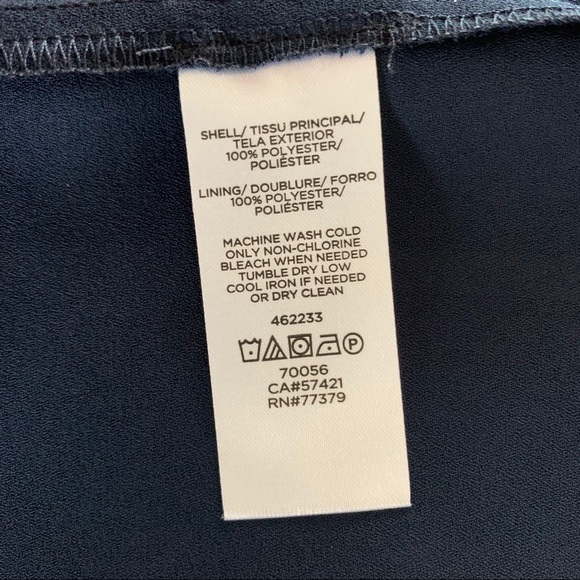 SHELL/ TISSU PRINCIPAL/
TELA EXTERIOR
100% POLYESTER/
POLIÉSTER
LINING/ DOUBLURE/ FORRO
100% POLYESTER/
POLIÉSTER
MACHINE WASH COLD
ONLY NON-CHLORINE
BLEACH WHEN NEEDED
TUMBLE DRY LOW
COOL IRON IF NEEDED
OR DRY CLEAN
462233
P
70056
CA#57421
RN#77379